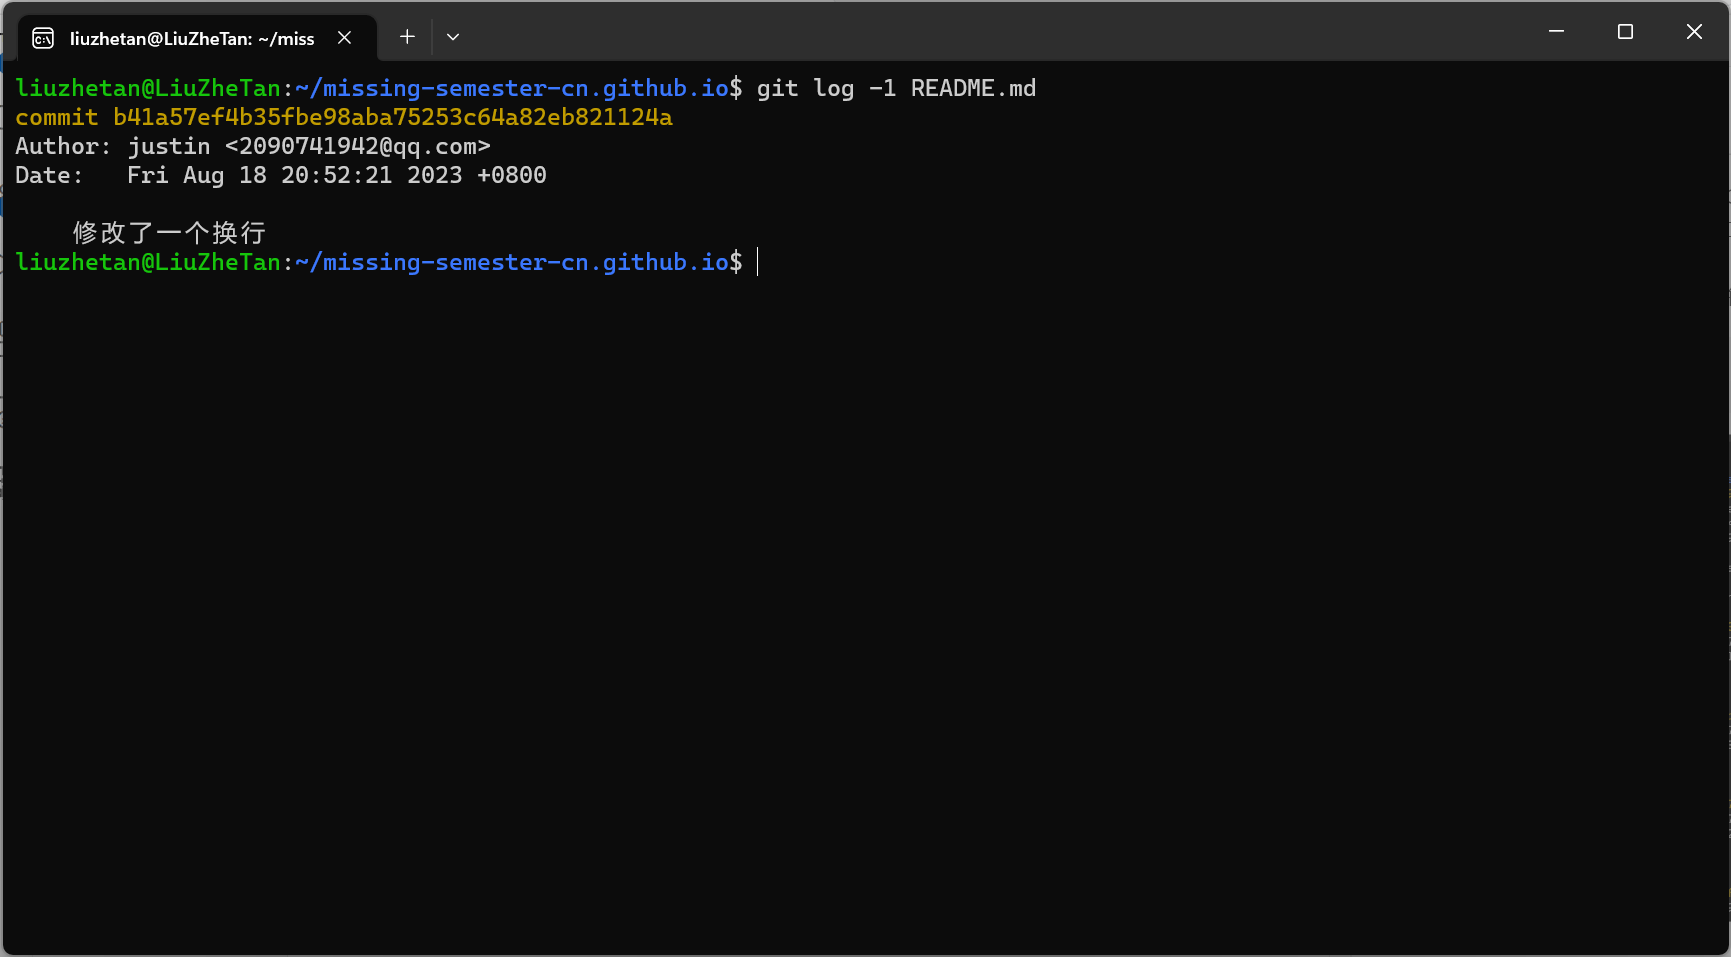 liuzhetan@LiuZheTan: ~/miss
liuzhetan@LiuZheTan:~/missing-semester-cn.github.io$ git log -1 README.md
commit b41a57ef4b35fbe98aba75253c64a82eb821124a
Author: justin <2090741942@qq.com>
Date:   Fri Aug 18 20:52:21 2023 +0800
    修改了一个换行
liuzhetan@LiuZheTan:~/missing-semester-cn.github.io$